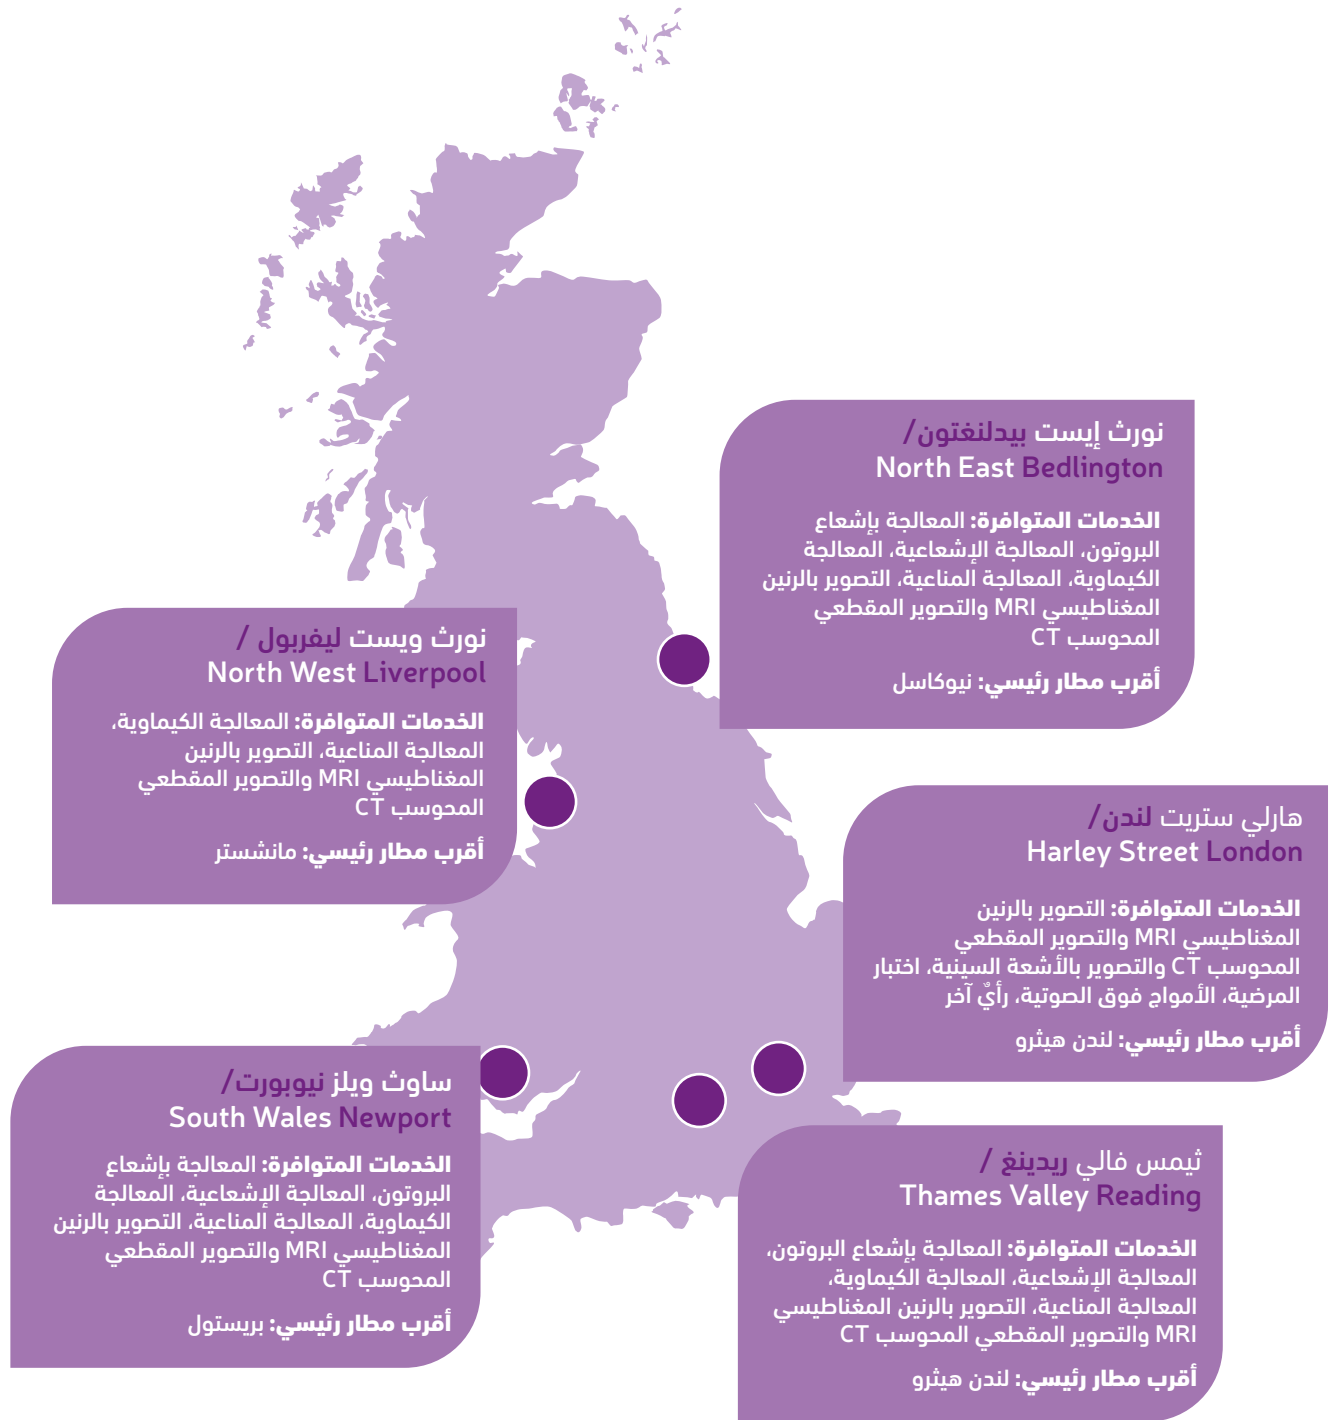 نورث إيست بيدلنغتون/
North East Bedlington
الخدمات المتوافرة: المعالجة بإشعاع
البروتون، المعالجة الإشعاعية، المعالجة
الكيماوية، المعالجة المناعية، التصوير بالرنين
المغناطيسي MRI والتصوير المقطعي
المحوسب CT
أقرب مطار رئيسي: نيوكاسل
نورث ويست ليفربول /
North West Liverpool
الخدمات المتوافرة: المعالجة الكيماوية،
المعالجة المناعية، التصوير بالرنين
المغناطيسي MRI والتصوير المقطعي
المحوسب CT
أقرب مطار رئيسي: مانشستر
هارلي ستريت لندن/
Harley Street London
الخدمات المتوافرة: التصوير بالرنين
المغناطيسي MRI والتصوير المقطعي
المحوسب CT والتصوير بالأشعة السينية، اختبار
المرضية، الأمواج فوق الصوتية، رأيٌ آخر
أقرب مطار رئيسي: لندن هيثرو
ساوث ويلز نيوبورت/
South Wales Newport
الخدمات المتوافرة: المعالجة بإشعاع
البروتون، المعالجة الإشعاعية، المعالجة
الكيماوية، المعالجة المناعية، التصوير بالرنين
المغناطيسي MRI والتصوير المقطعي
المحوسب CT
أقرب مطار رئيسي: بريستول
ثيمس فالي ريدينغ /
Thames Valley Reading
الخدمات المتوافرة: المعالجة بإشعاع البروتون،
المعالجة الإشعاعية، المعالجة الكيماوية،
المعالجة المناعية، التصوير بالرنين المغناطيسي
MRI والتصوير المقطعي المحوسب CT
أقرب مطار رئيسي: لندن هيثرو